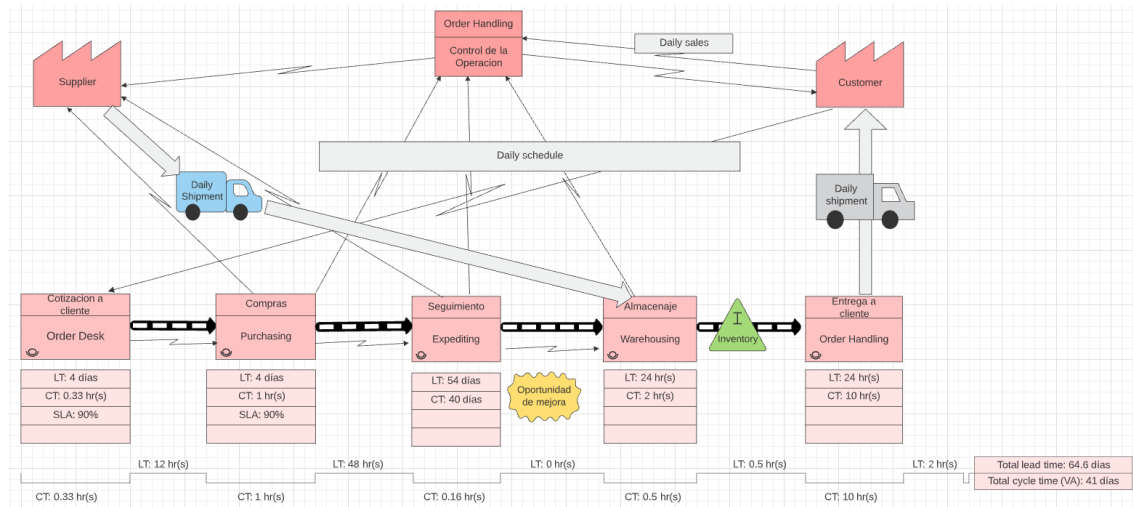 Order Handling
Control de la
Operacion
Daily sales
Supplier
Customer
Daily schedule
Daily
Shipment
Daily
shipment
Cotizacion a
cliente
Order Desk
Compras
Purchasing
Seguimiento
Expediting
Almacenaje
Warehousing
I
Inventory
Entrega a
cliente
Order Handling
LT: 4 días
CT: 0.33 hr(s)
SLA: 90%
LT: 4 días
CT: 1 hr(s)
SLA: 90%
LT: 54 días
CT: 40 días
Oportunidad
de mejora
LT: 24 hr(s)
CT: 2 hr(s)
LT: 24 hr(s)
CT: 10 hr(s)
LT: 12 hr(s)
LT: 48 hr(s)
LT: 0 hr(s)
LT: 0.5 hr(s)
LT: 2 hr(s)
CT: 0.33 hr(s)
CT: 1 hr(s)
CT: 0.16 hr(s)
CT: 0.5 hr(s)
CT: 10 hr(s)
Total lead time: 64.6 días
Total cycle time (VA): 41 días